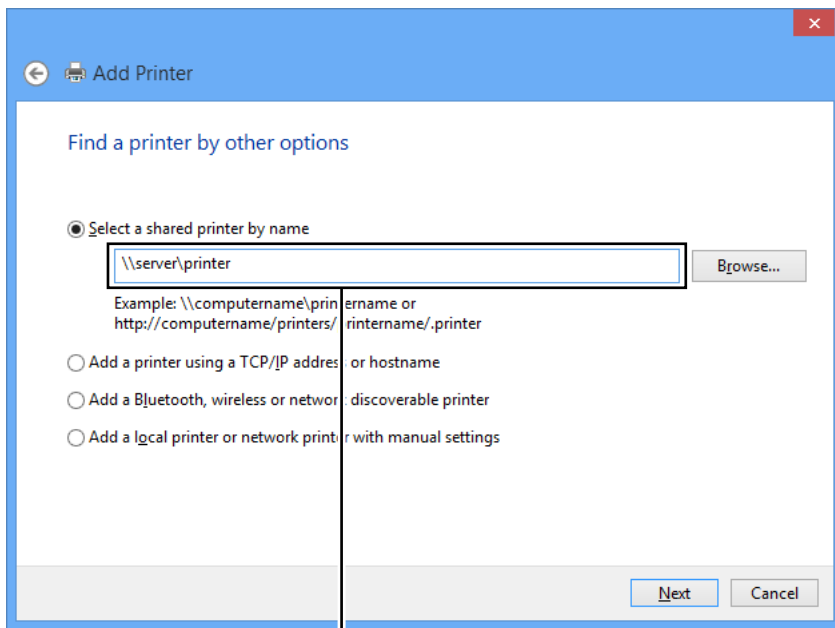 Add Printer
Find a printer by other options
Select a shared printer by name
\\server\printer
Browse...
Example: \\computername\printername or
http://computername/printers/printername/.printer
Add a printer using a TCP/IP address or hostname
Add a Bluetooth, wireless or network discoverable printer
Add a local printer or network printer with manual settings
Next
Cancel